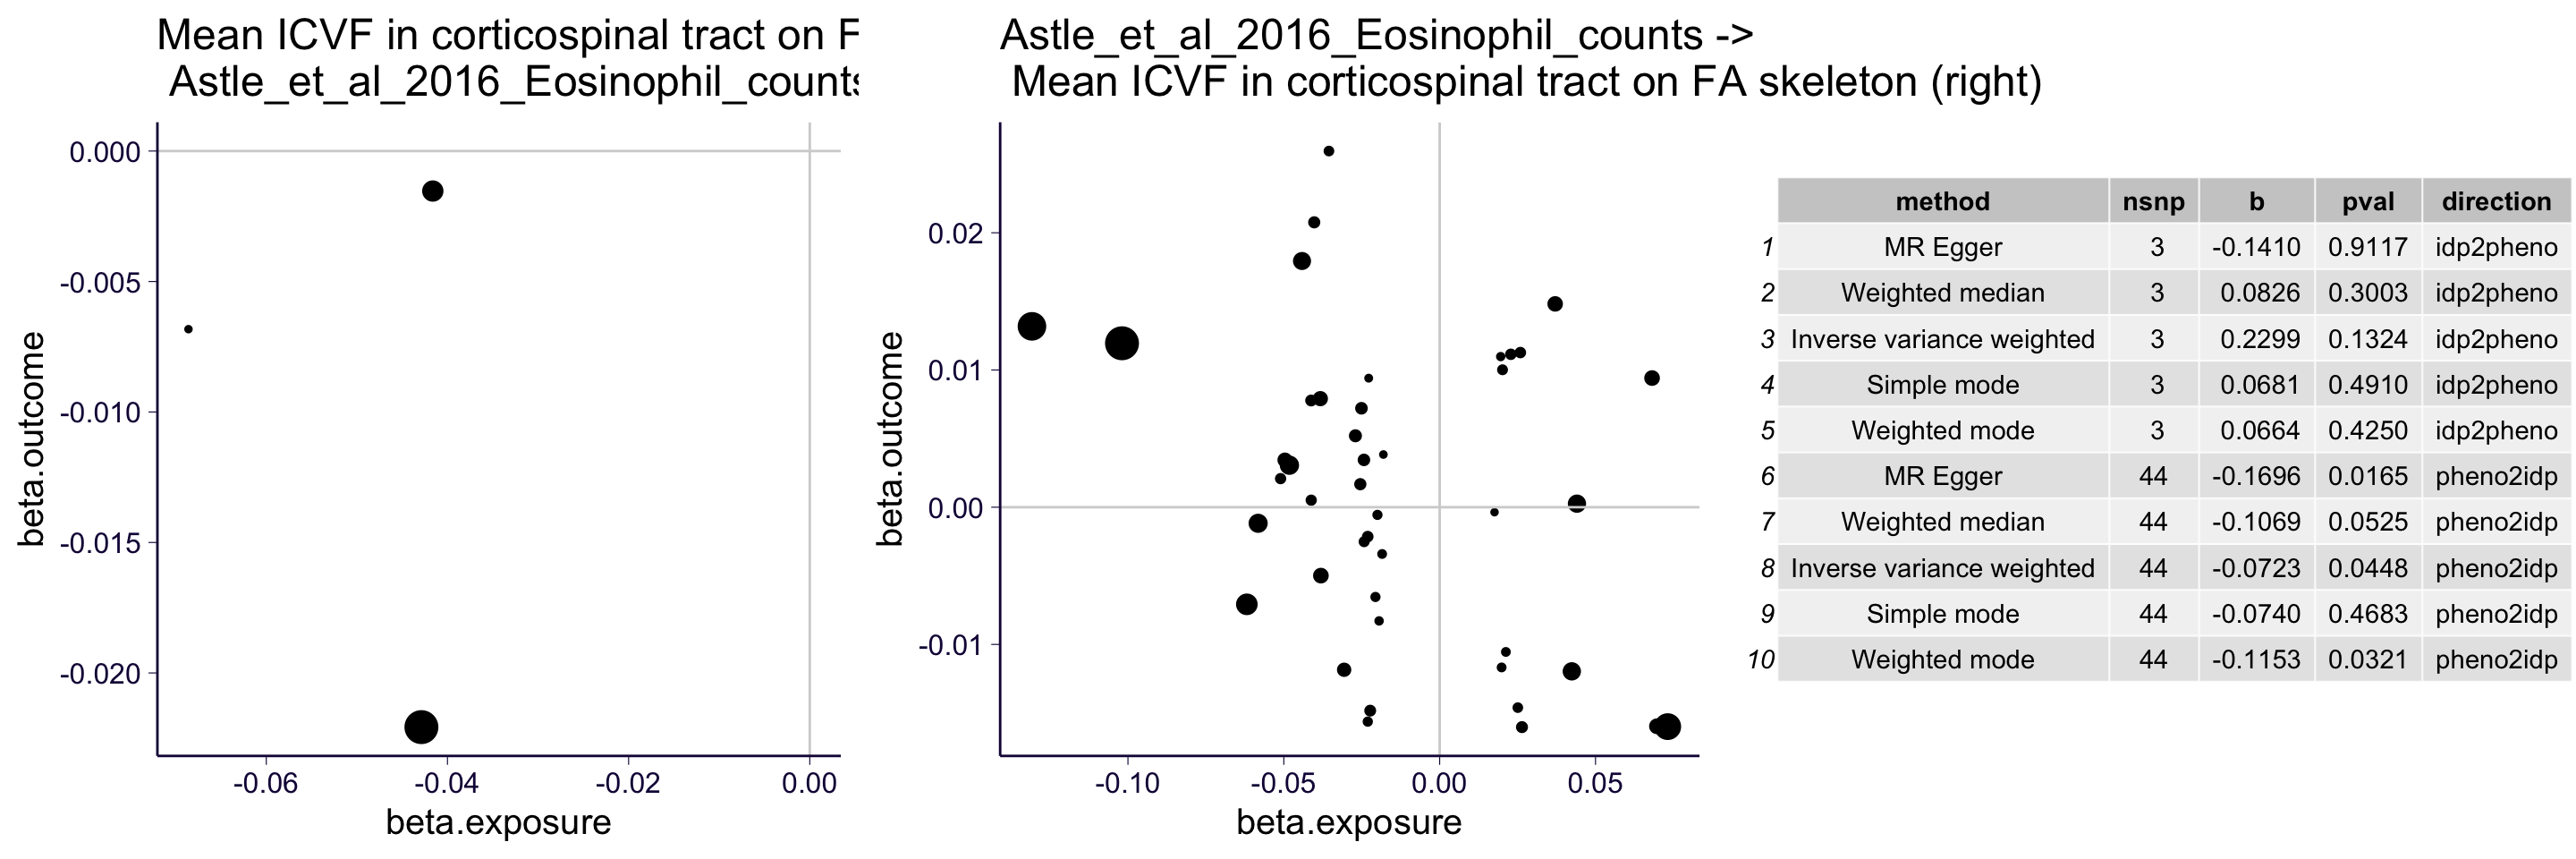 Mean ICVF in corticospinal tract on F
Astle_et_al_2016_Eosinophil_counts
0.000
-0.005
-0.010
-0.015
-0.020
beta.outcome
-0.06 -0.04 -0.02 0.00
beta.exposure
Astle_et_al_2016_Eosinophil_counts ->
Mean ICVF in corticospinal tract on FA skeleton (right)
0.02
0.01
0.00
-0.01
beta.outcome
-0.10 -0.05 0.00 0.05
beta.exposure
method nsnp b pval direction
1 MR Egger 3 -0.1410 0.9117 idp2pheno
2 Weighted median 3 0.0826 0.3003 idp2pheno
3 Inverse variance weighted 3 0.2299 0.1324 idp2pheno
4 Simple mode 3 0.0681 0.4910 idp2pheno
5 Weighted mode 3 0.0664 0.4250 idp2pheno
6 MR Egger 44 -0.1696 0.0165 pheno2idp
7 Weighted median 44 -0.1069 0.0525 pheno2idp
8 Inverse variance weighted 44 -0.0723 0.0448 pheno2idp
9 Simple mode 44 -0.0740 0.4683 pheno2idp
10 Weighted mode 44 -0.1153 0.0321 pheno2idp